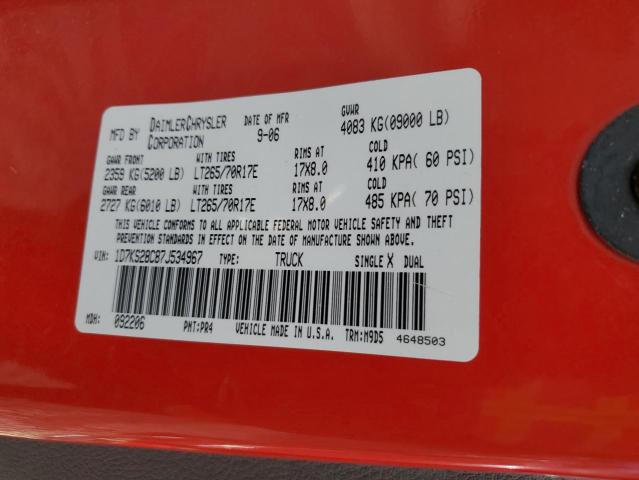 MFD BY DAIMLERCHRYSLER CORPORATION DATE OF MFR 9-06 GVWR 4083 KG(09000 LB)
GAWR FRONT WITH TIRES RIMS AT COLD
2359 KG(5200 LB) LT265/70R17E 17X8.0 410 KPA( 60 PSI)
GAWR REAR WITH TIRES RIMS AT COLD
2727 KG(6010 LB) LT265/70R17E 17X8.0 485 KPA( 70 PSI)
THIS VEHICLE CONFORMS TO ALL APPLICABLE FEDERAL MOTOR VEHICLE SAFETY AND THEFT
PREVENTION STANDARDS IN EFFECT ON THE DATE OF MANUFACTURE SHOWN ABOVE.
VIN: 1D7KS28C87J534967 TYPE: TRUCK SINGLE X DUAL
MDH: 092206 PNT:PR4 VEHICLE MADE IN U.S.A. TRM:M9D5 4648503